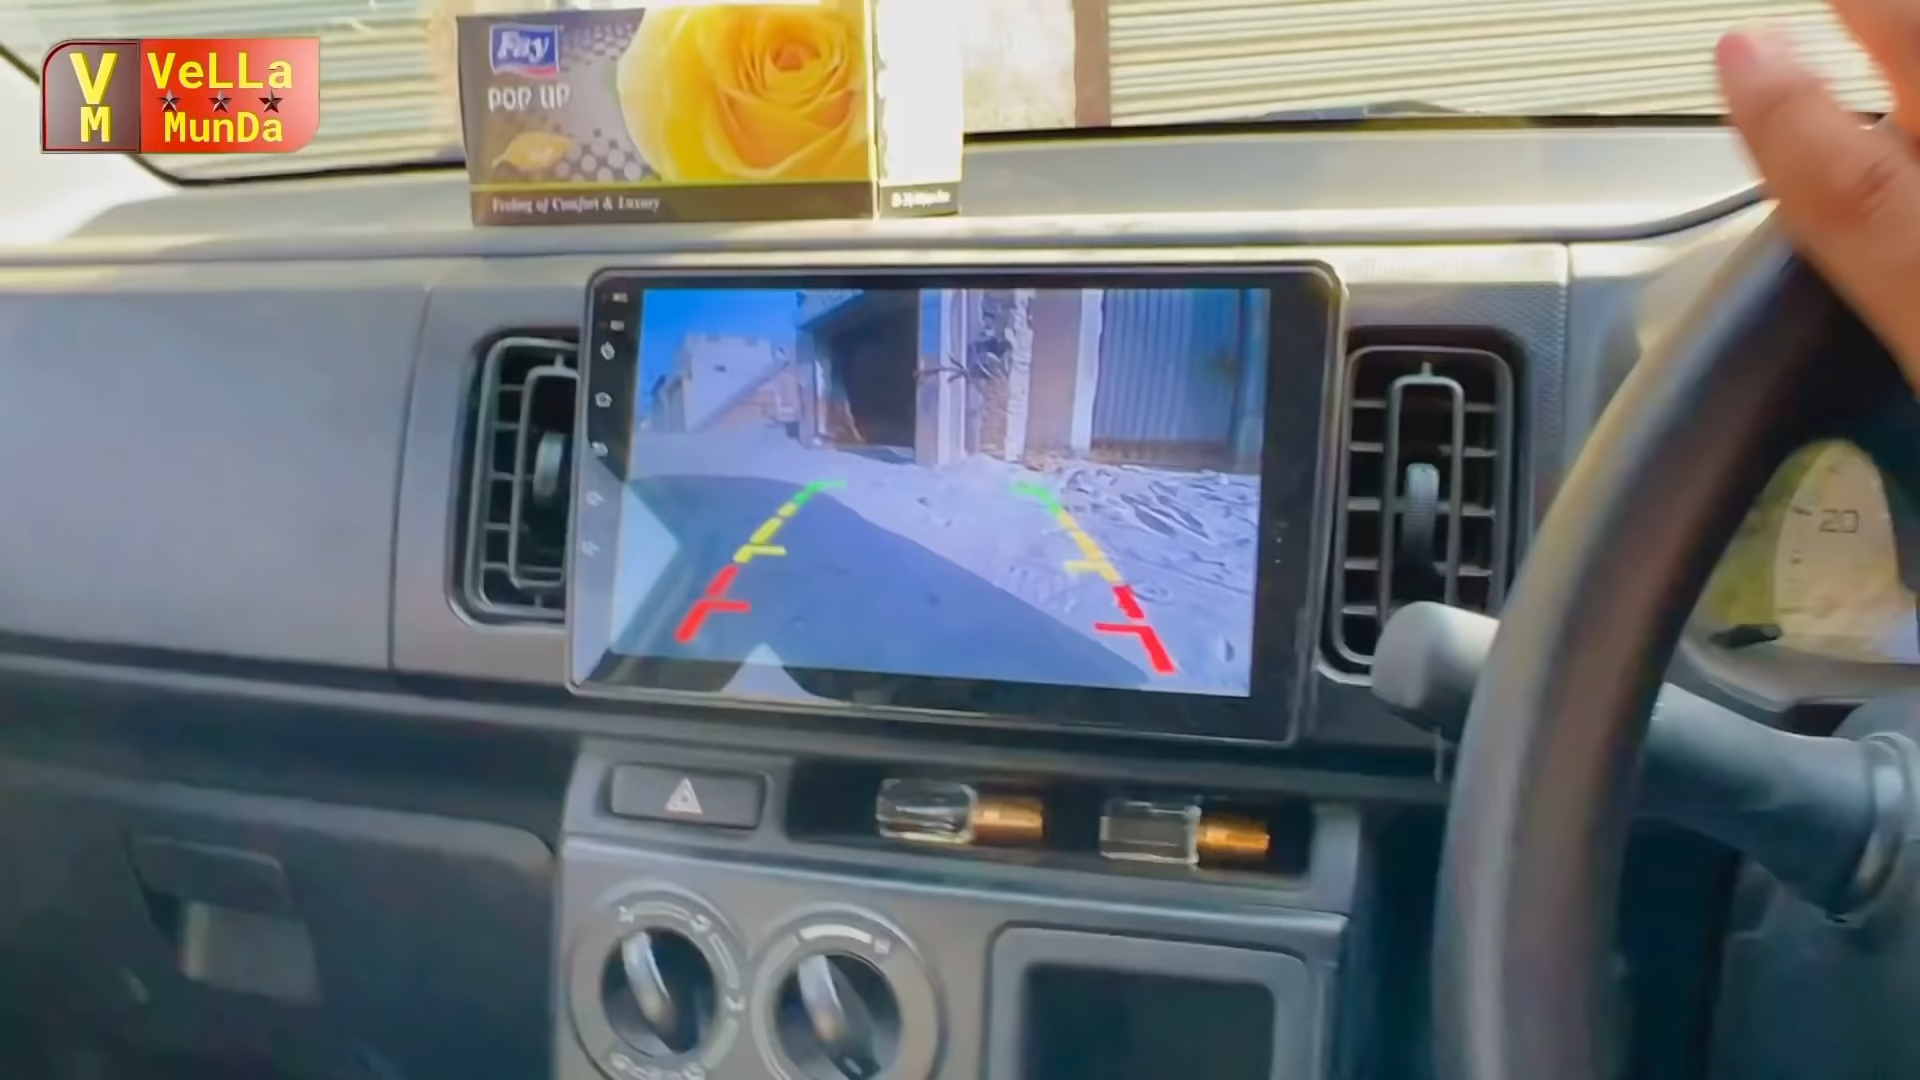 V
M
VeLLa
MunDa
Fay
POP UP
Feeling of Comfort & Luxury
20